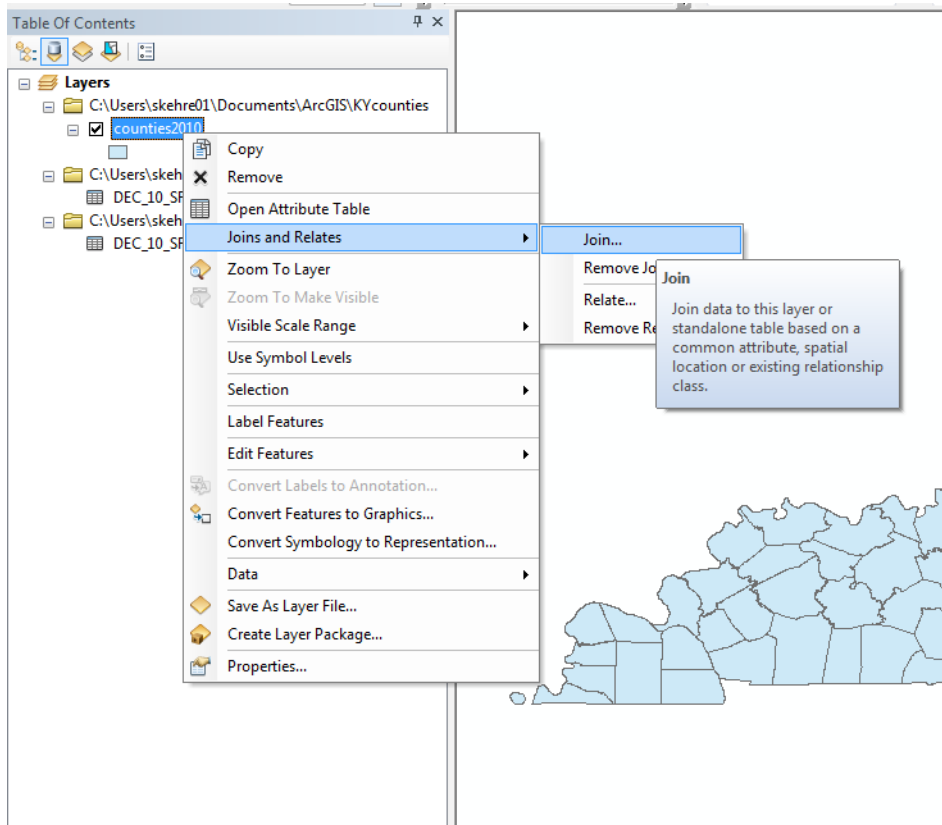 Table Of Contents
Layers
C:\Users\skehre01\Documents\ArcGIS\KYcounties
counties2010
C:\Users\skeh
DEC_10_SF
C:\Users\skeh
DEC_10_SF
Copy
Remove
Open Attribute Table
Joins and Relates
Zoom To Layer
Zoom To Make Visible
Visible Scale Range
Use Symbol Levels
Selection
Label Features
Edit Features
Convert Labels to Annotation...
Convert Features to Graphics...
Convert Symbology to Representation...
Data
Save As Layer File...
Create Layer Package...
Properties...
Join...
Remove Jo
Relate...
Remove Re
Join
Join data to this layer or
standalone table based on a
common attribute, spatial
location or existing relationship
class.